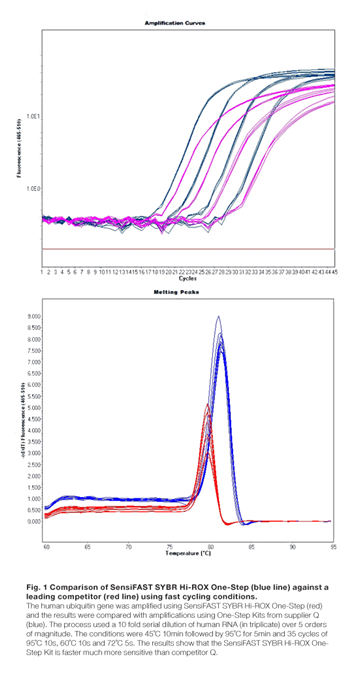 Amplification Curves
Fluorescence (465-510)
1.0E1
1.0E0
1 2 3 4 5 6 7 8 9 10 11 12 13 14 15 16 17 18 19 20 21 22 23 24 25 26 27 28 29 30 31 32 33 34 35 36 37 38 39 40 41 42 43 44 45
Cycles
Melting Peaks
-(d/dT) Fluorescence (465-510)
9.000
8.500
8.000
7.500
7.000
6.500
6.000
5.500
5.000
4.500
4.000
3.500
3.000
2.500
2.000
1.500
1.000
0.500
0.000
60 65 70 75 80 85 90 95
Temperature (°C)
Fig. 1 Comparison of SensiFAST SYBR Hi-ROX One-Step (blue line) against a
leading competitor (red line) using fast cycling conditions.
The human ubiquitin gene was amplified using SensiFAST SYBR Hi-ROX One-Step (red)
and the results were compared with amplifications using One-Step Kits from supplier Q
(blue). The process used a 10 fold serial dilution of human RNA (in triplicate) over 5 orders
of magnitude. The conditions were 45°C 10min followed by 95°C for 5min and 35 cycles of
95°C 10s, 60°C 10s and 72°C 5s. The results show that the SensiFAST SYBR Hi-ROX One-
Step Kit is faster much more sensitive than competitor Q.